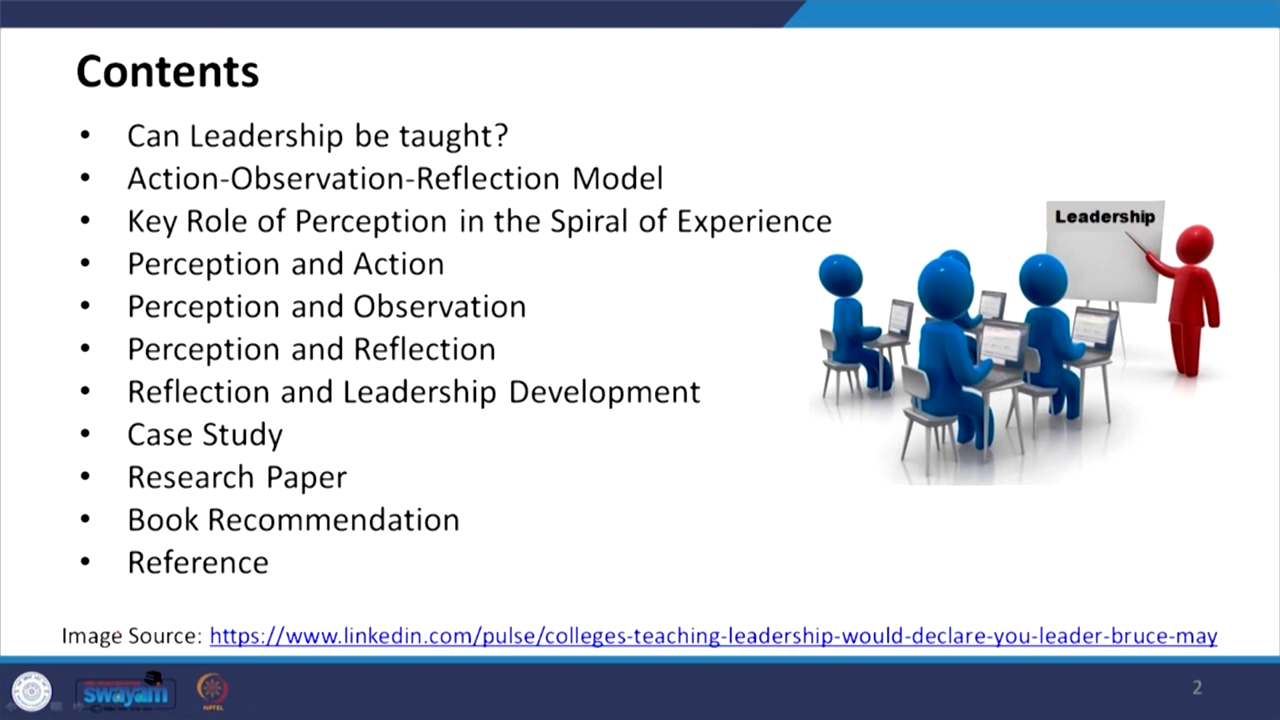 Contents
• Can Leadership be taught?
• Action-Observation-Reflection Model
• Key Role of Perception in the Spiral of Experience
• Perception and Action
• Perception and Observation
• Perception and Reflection
• Reflection and Leadership Development
• Case Study
• Research Paper
• Book Recommendation
• Reference
Leadership
Image Source: https://www.linkedin.com/pulse/colleges-teaching-leadership-would-declare-you-leader-bruce-may
swayam
NPTEL
2